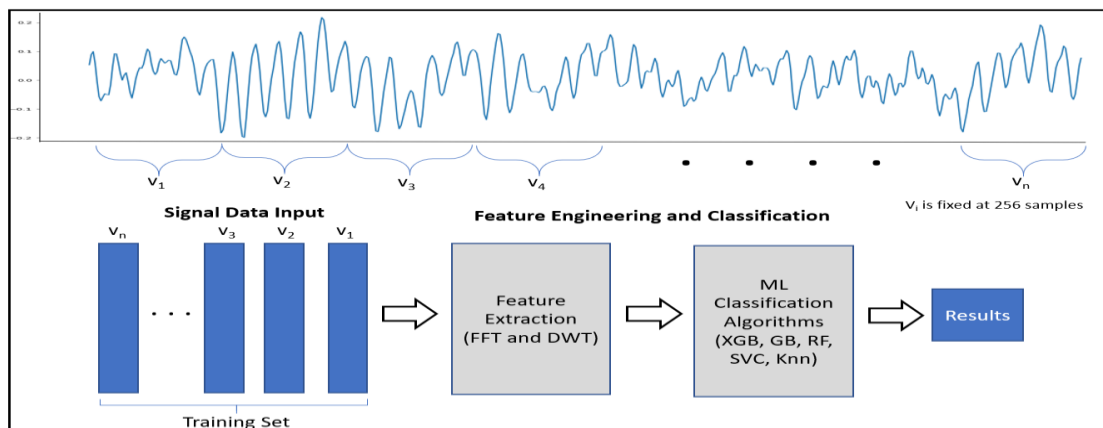 0.2
0.1
0.0
-0.1
-0.2
v1
v2
v3
v4
vn
Vi is fixed at 256 samples
Signal Data Input
Feature Engineering and Classification
vn
v3
v2
v1
. . .
Feature
Extraction
(FFT and DWT)
ML
Classification
Algorithms
(XGB, GB, RF,
SVC, Knn)
Results
Training Set